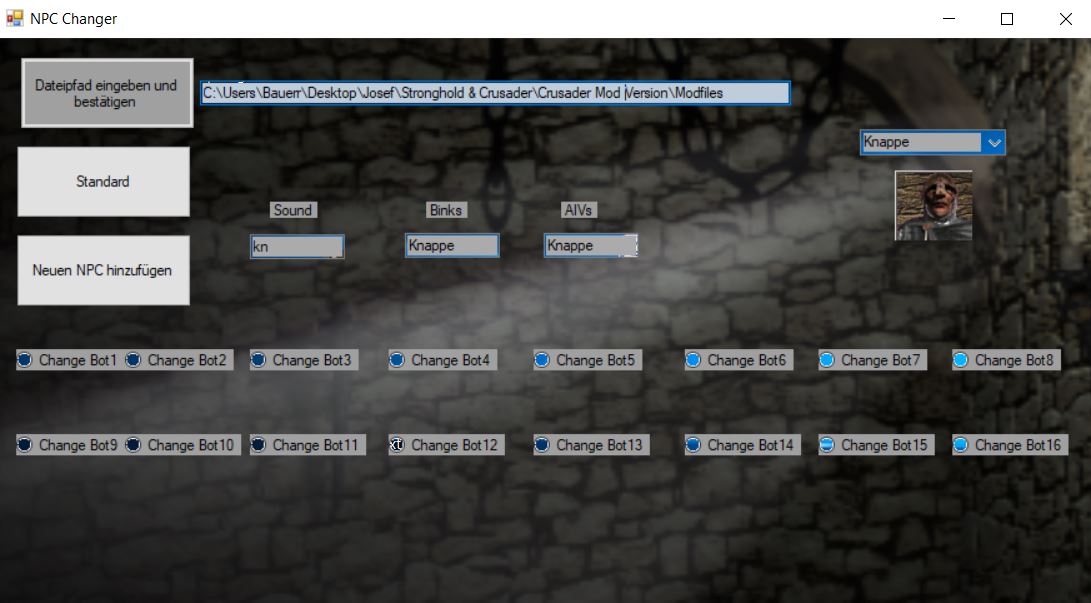 NPC Changer
Dateipfad eingeben und
bestätigen
C:\Users\Bauerr\Desktop\Josef\Stronghold & Crusader\Crusader Mod Version\Modfiles
Knappe
Standard
Sound
Binks
AIVs
kn
Knappe
Knappe
Neuen NPC hinzufügen
Change Bot1
Change Bot2
Change Bot3
Change Bot4
Change Bot5
Change Bot6
Change Bot7
Change Bot8
Change Bot9
Change Bot10
Change Bot11
Change Bot12
Change Bot13
Change Bot14
Change Bot15
Change Bot16